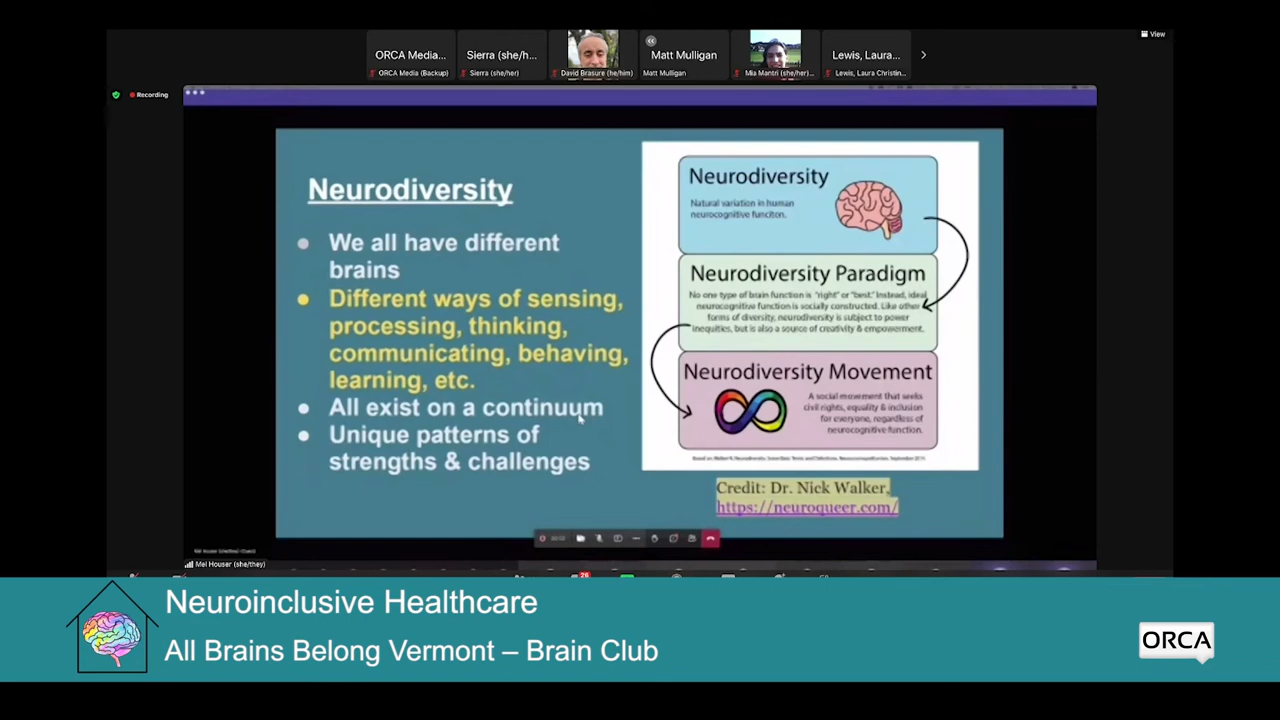 View
ORCA Media...
Sierra (she/h...
Matt Mulligan
Lewis, Laura...
ORCA Media (Backup)
Sierra (she/her)
David Brasure (he/him)
Matt Mulligan
Mia Mantri (she/her)...
Lewis, Laura Christin...
Recording
Neurodiversity
We all have different
brains
Different ways of sensing,
processing, thinking,
communicating, behaving,
learning, etc.
All exist on a continuum
Unique patterns of
strengths & challenges
Neurodiversity
Natural variation in human
neurocognitive funciton.
Neurodiversity Paradigm
No one type of brain function is "right" or "best." Instead, ideal
neurocognitive function is socially constructed. Like other
forms of diversity, neurodiversity is subject to power
inequities, but is also a source of creativity & empowerment.
Neurodiversity Movement
A social movement that seeks
civil rights, equality & inclusion
for everyone, regardless of
neurocognitive function.
Credit: Dr. Nick Walker,
https://neuroqueer.com/
Mel Houser (she/they)
26
Neuroinclusive Healthcare
All Brains Belong Vermont – Brain Club
ORCA